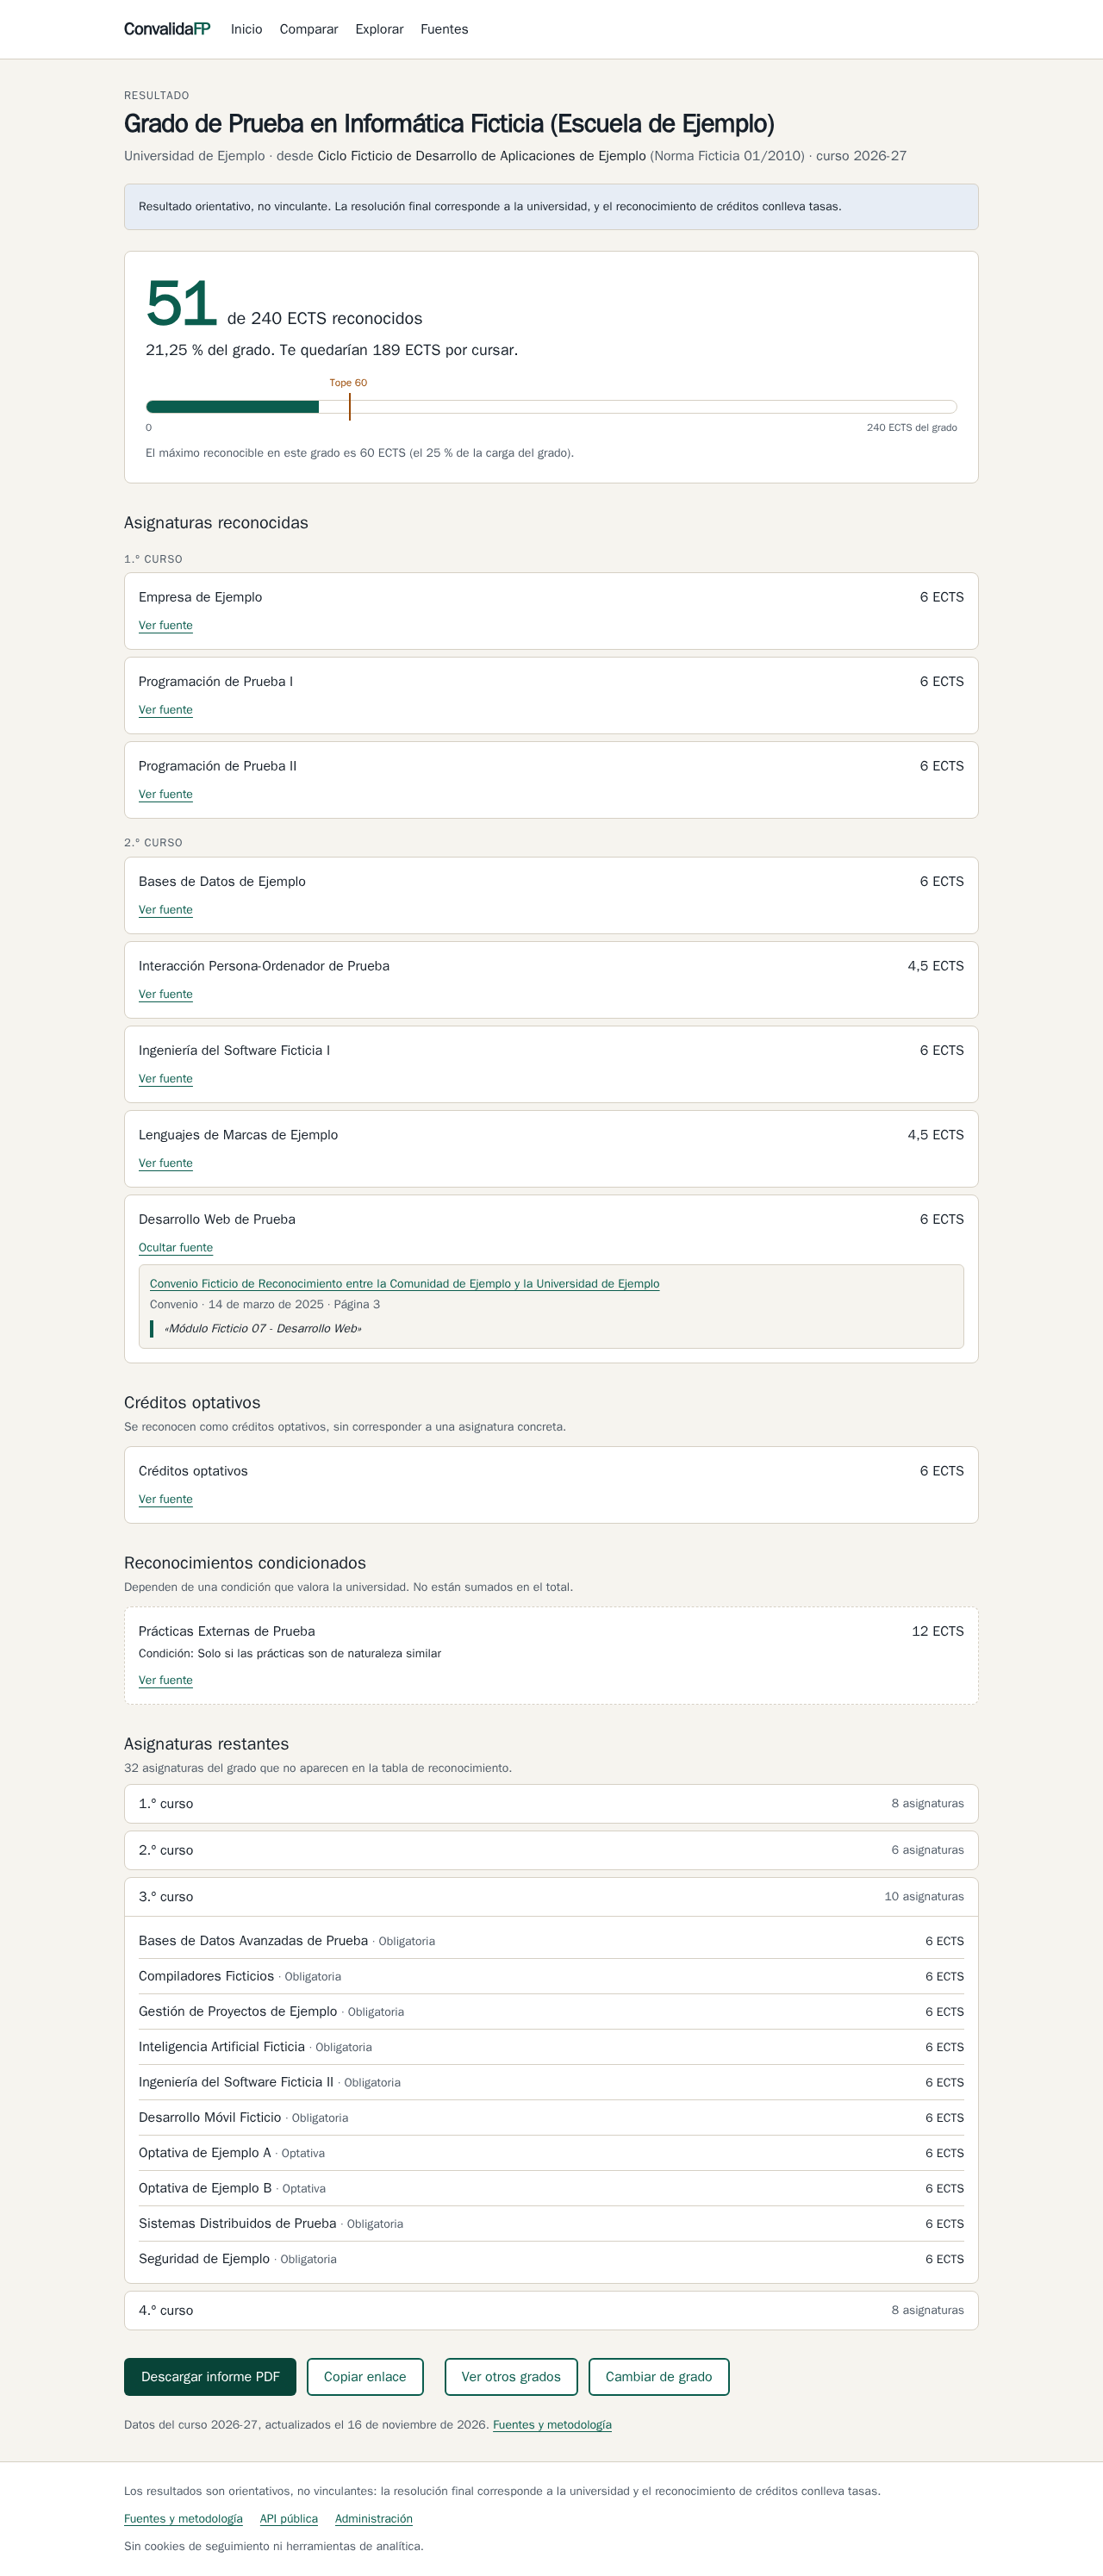 ConvalidaFP Inicio Comparar Explorar Fuentes
RESULTADO
Grado de Prueba en Informática Ficticia (Escuela de Ejemplo)
Universidad de Ejemplo · desde Ciclo Ficticio de Desarrollo de Aplicaciones de Ejemplo (Norma Ficticia 01/2010) · curso 2026-27
Resultado orientativo, no vinculante. La resolución final corresponde a la universidad, y el reconocimiento de créditos conlleva tasas.
51 de 240 ECTS reconocidos
21,25 % del grado. Te quedarían 189 ECTS por cursar.
Tope 60
0 240 ECTS del grado
El máximo reconocible en este grado es 60 ECTS (el 25 % de la carga del grado).
Asignaturas reconocidas
1.º CURSO
Empresa de Ejemplo 6 ECTS
Ver fuente
Programación de Prueba I 6 ECTS
Ver fuente
Programación de Prueba II 6 ECTS
Ver fuente
2.º CURSO
Bases de Datos de Ejemplo 6 ECTS
Ver fuente
Interacción Persona-Ordenador de Prueba 4,5 ECTS
Ver fuente
Ingeniería del Software Ficticia I 6 ECTS
Ver fuente
Lenguajes de Marcas de Ejemplo 4,5 ECTS
Ver fuente
Desarrollo Web de Prueba 6 ECTS
Ocultar fuente
Convenio Ficticio de Reconocimiento entre la Comunidad de Ejemplo y la Universidad de Ejemplo
Convenio · 14 de marzo de 2025 · Página 3
«Módulo Ficticio 07 - Desarrollo Web»
Créditos optativos
Se reconocen como créditos optativos, sin corresponder a una asignatura concreta.
Créditos optativos 6 ECTS
Ver fuente
Reconocimientos condicionados
Dependen de una condición que valora la universidad. No están sumados en el total.
Prácticas Externas de Prueba 12 ECTS
Condición: Solo si las prácticas son de naturaleza similar
Ver fuente
Asignaturas restantes
32 asignaturas del grado que no aparecen en la tabla de reconocimiento.
1.º curso 8 asignaturas
2.º curso 6 asignaturas
3.º curso 10 asignaturas
Bases de Datos Avanzadas de Prueba · Obligatoria 6 ECTS
Compiladores Ficticios · Obligatoria 6 ECTS
Gestión de Proyectos de Ejemplo · Obligatoria 6 ECTS
Inteligencia Artificial Ficticia · Obligatoria 6 ECTS
Ingeniería del Software Ficticia II · Obligatoria 6 ECTS
Desarrollo Móvil Ficticio · Obligatoria 6 ECTS
Optativa de Ejemplo A · Optativa 6 ECTS
Optativa de Ejemplo B · Optativa 6 ECTS
Sistemas Distribuidos de Prueba · Obligatoria 6 ECTS
Seguridad de Ejemplo · Obligatoria 6 ECTS
4.º curso 8 asignaturas
Descargar informe PDF Copiar enlace Ver otros grados Cambiar de grado
Datos del curso 2026-27, actualizados el 16 de noviembre de 2026. Fuentes y metodología
Los resultados son orientativos, no vinculantes: la resolución final corresponde a la universidad y el reconocimiento de créditos conlleva tasas.
Fuentes y metodología API pública Administración
Sin cookies de seguimiento ni herramientas de analítica.